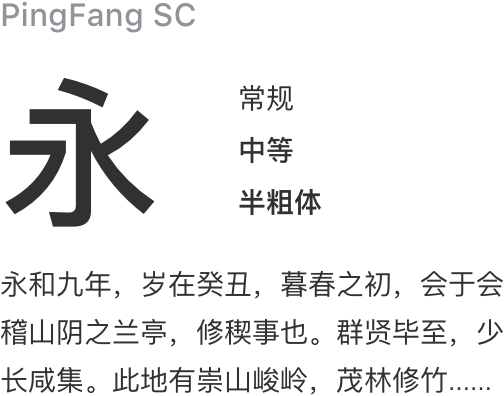 PingFang SC
永
常规
中等
半粗体
永和九年，岁在癸丑，暮春之初，会于会
稽山阴之兰亭，修稧事也。群贤毕至，少
长咸集。此地有崇山峻岭，茂林修竹......